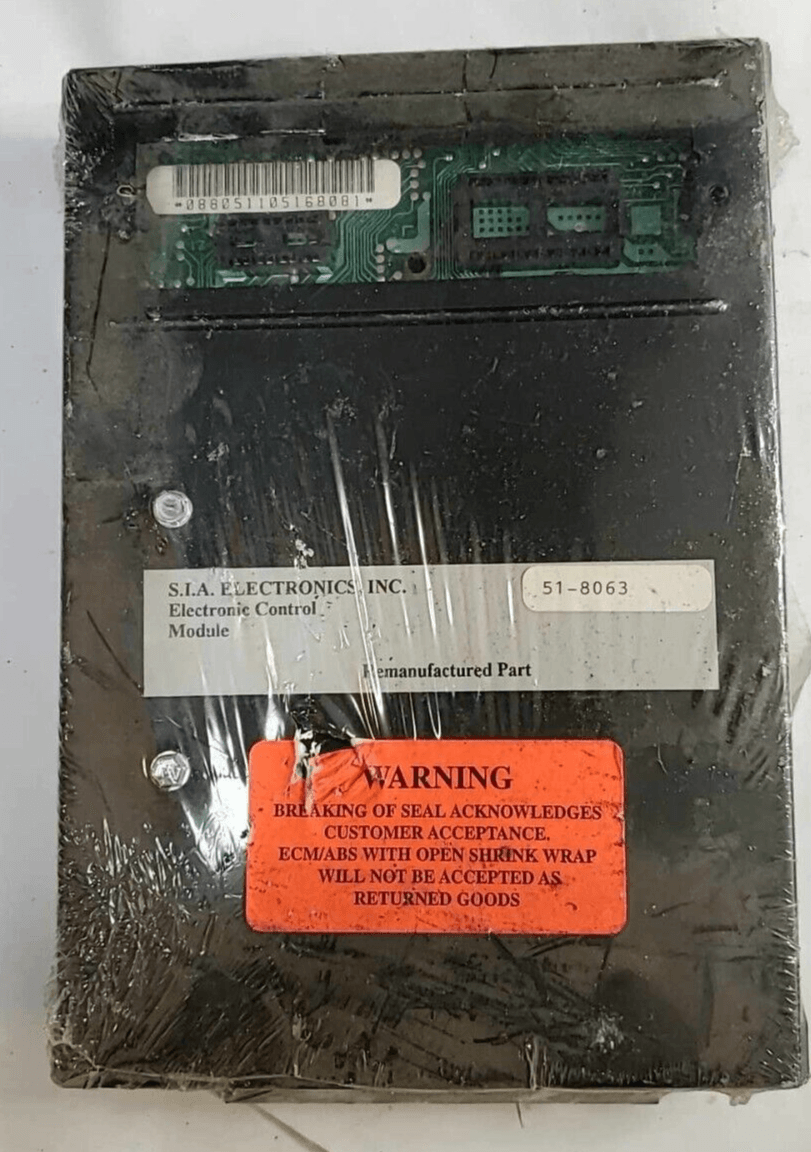 *088051105168081*
S.I.A. ELECTRONICS, INC.
51-8063
Electronic Control
Module
Remanufactured Part
WARNING
BREAKING OF SEAL ACKNOWLEDGES
CUSTOMER ACCEPTANCE.
ECM/ABS WITH OPEN SHRINK WRAP
WILL NOT BE ACCEPTED AS
RETURNED GOODS